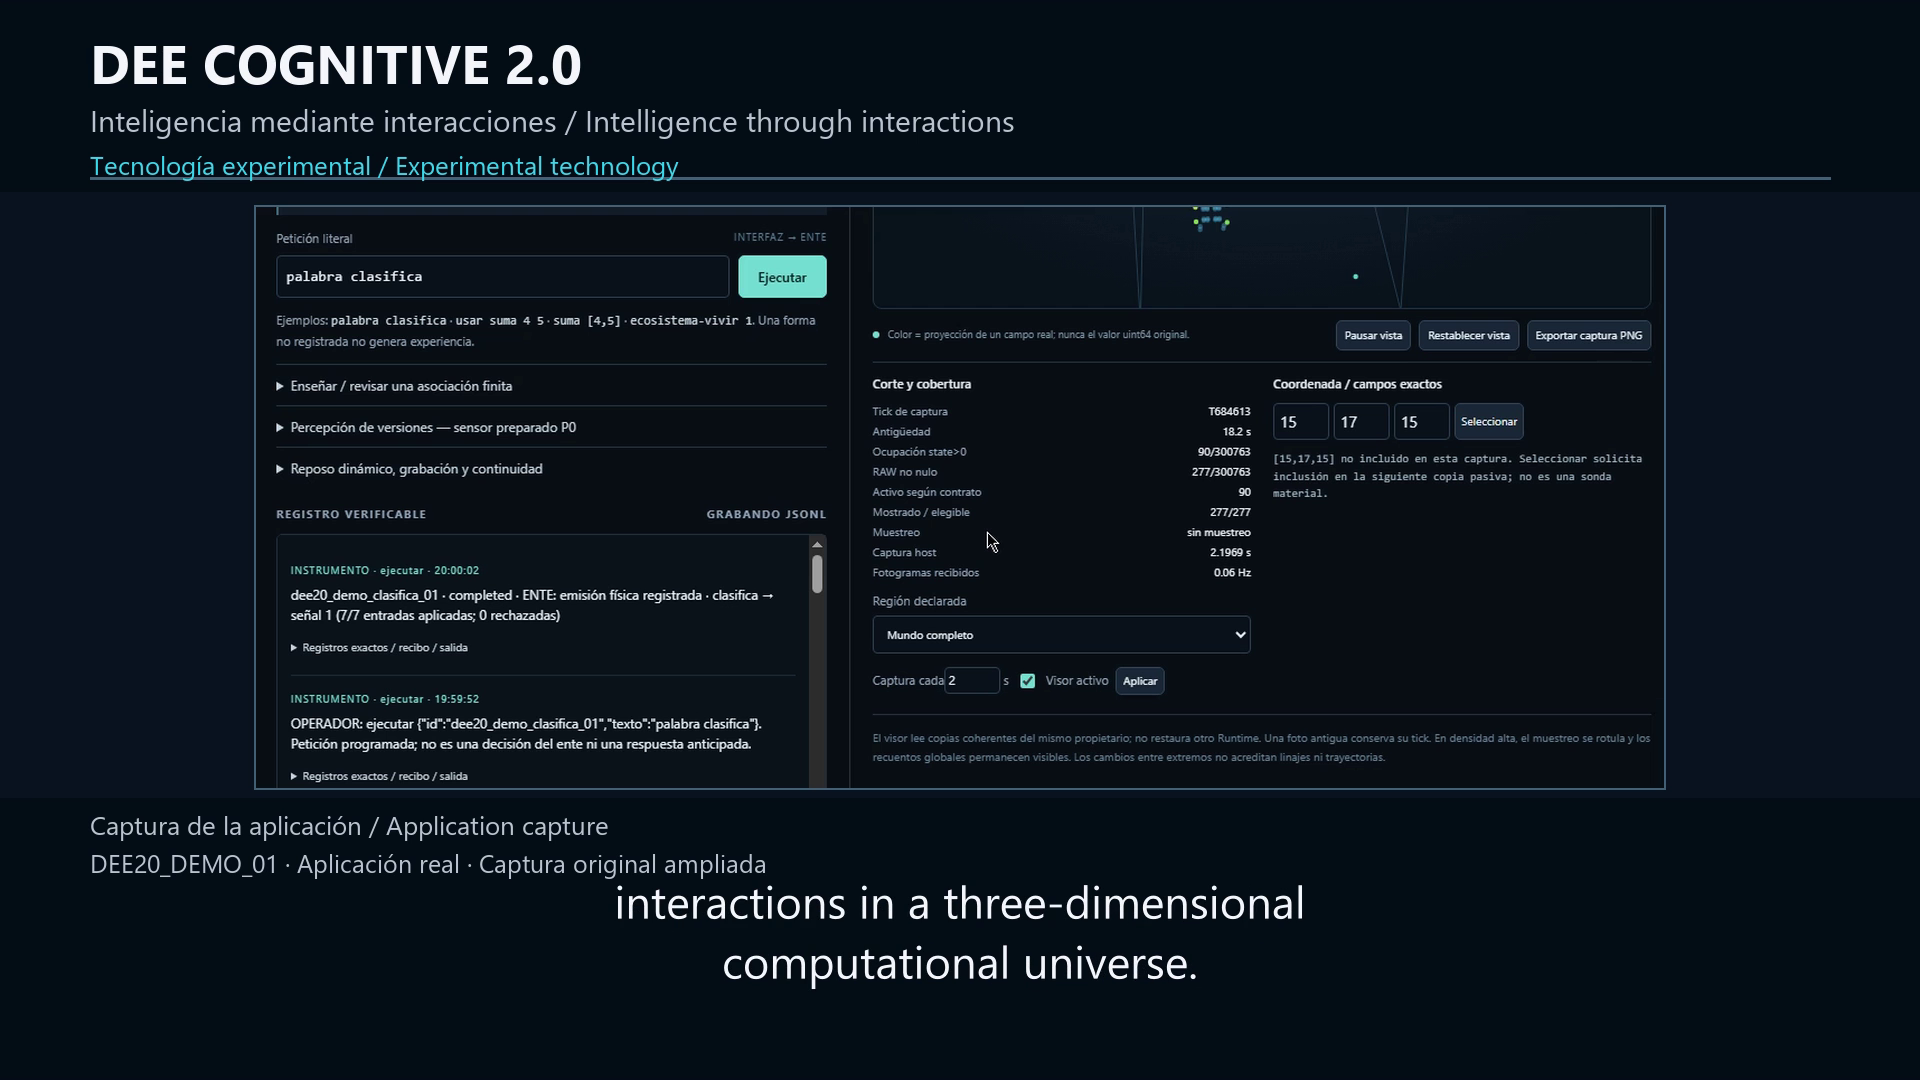 DEE COGNITIVE 2.0
Inteligencia mediante interacciones / Intelligence through interactions
Tecnología experimental / Experimental technology
Petición literal
INTERFAZ → ENTE
palabra clasifica
Ejecutar
Ejemplos: palabra clasifica · usar suma 4 5 · suma [4,5] · ecosistema-vivir 1. Una forma
no registrada no genera experiencia.
Enseñar / revisar una asociación finita
Percepción de versiones — sensor preparado P0
Reposo dinámico, grabación y continuidad
REGISTRO VERIFICABLE
GRABANDO JSONL
INSTRUMENTO · ejecutar · 20:00:02
dee20_demo_clasifica_01 · completed · ENTE: emisión física registrada · clasifica →
señal 1 (7/7 entradas aplicadas; 0 rechazadas)
Registros exactos / recibo / salida
INSTRUMENTO · ejecutar · 19:59:52
OPERADOR: ejecutar {"id":"dee20_demo_clasifica_01","texto":"palabra clasifica"}.
Petición programada; no es una decisión del ente ni una respuesta anticipada.
Registros exactos / recibo / salida
Color = proyección de un campo real; nunca el valor uint64 original.
Pausar vista
Restablecer vista
Exportar captura PNG
Corte y cobertura
Tick de captura T684613
Antigüedad 18.2 s
Ocupación state>0 90/300763
RAW no nulo 277/300763
Activo según contrato 90
Mostrado / elegible 277/277
Muestreo sin muestreo
Captura host 2.1969 s
Fotogramas recibidos 0.06 Hz
Región declarada
Mundo completo
Captura cada 2 s Visor activo Aplicar
Coordenada / campos exactos
15 17 15 Seleccionar
[15,17,15] no incluido en esta captura. Seleccionar solicita
inclusión en la siguiente copia pasiva; no es una sonda
material.
El visor lee copias coherentes del mismo propietario; no restaura otro Runtime. Una foto antigua conserva su tick. En densidad alta, el muestreo se rotula y los
recuentos globales permanecen visibles. Los cambios entre extremos no acreditan linajes ni trayectorias.
Captura de la aplicación / Application capture
DEE20_DEMO_01 · Aplicación real · Captura original ampliada
interactions in a three-dimensional
computational universe.